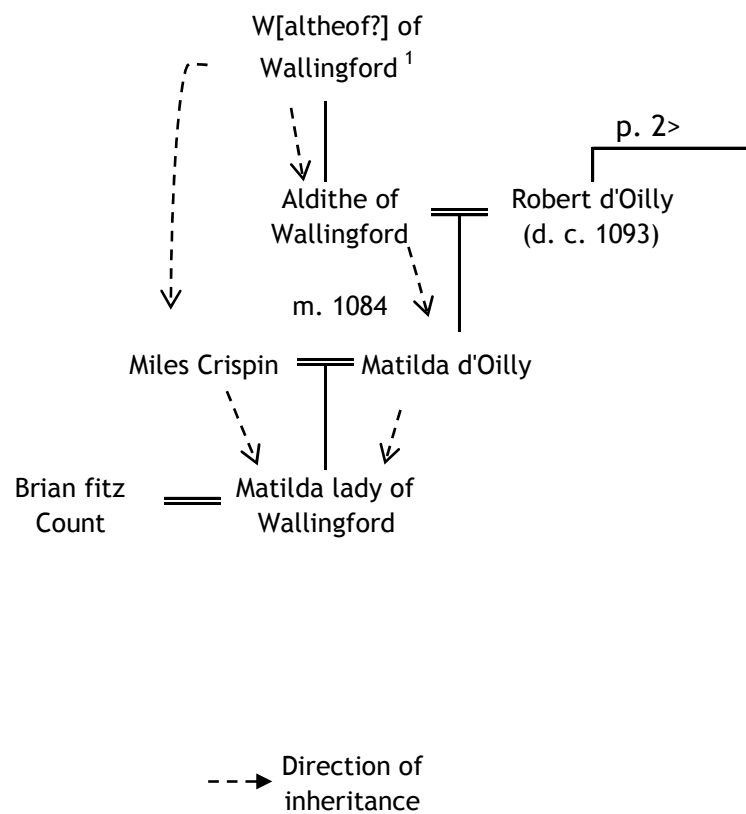 W[altheof?] of
Wallingford 1
p. 2>
Aldithe of
Wallingford
Robert d'Oilly
(d. c. 1093)
m. 1084
Miles Crispin
Matilda d'Oilly
Brian fitz
Count
Matilda lady of
Wallingford
Direction of
inheritance